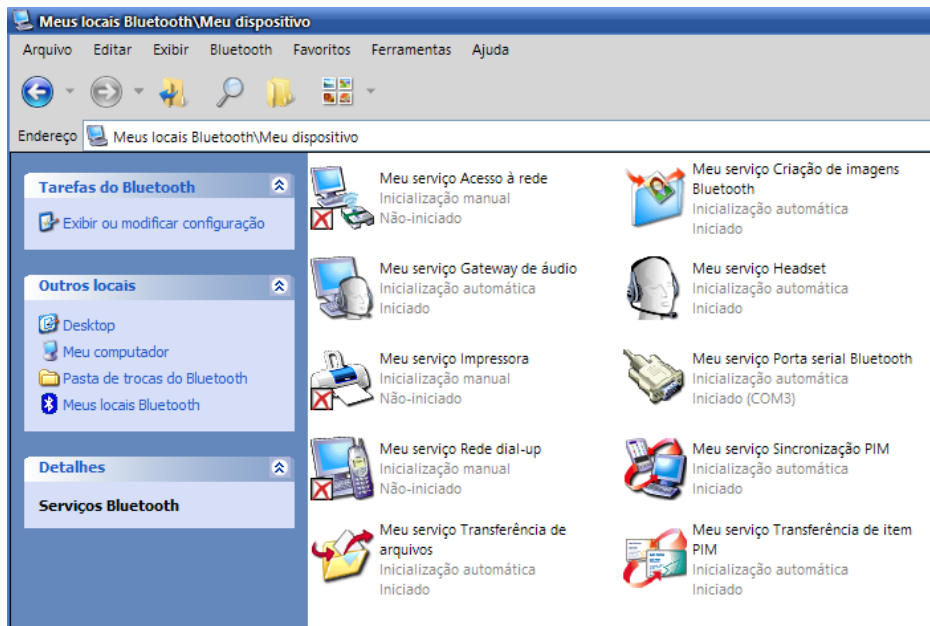 Meus locais Bluetooth\Meu dispositivo
Arquivo Editar Exibir Bluetooth Favoritos Ferramentas Ajuda
Endereço Meus locais Bluetooth\Meu dispositivo
Tarefas do Bluetooth
Exibir ou modificar configuração
Outros locais
Desktop
Meu computador
Pasta de trocas do Bluetooth
Meus locais Bluetooth
Detalhes
Serviços Bluetooth
Meu serviço Acesso à rede
Inicialização manual
Não-iniciado
Meu serviço Criação de imagens
Bluetooth
Inicialização automática
Iniciado
Meu serviço Gateway de áudio
Inicialização automática
Iniciado
Meu serviço Headset
Inicialização automática
Iniciado
Meu serviço Impressora
Inicialização manual
Não-iniciado
Meu serviço Porta serial Bluetooth
Inicialização automática
Iniciado (COM3)
Meu serviço Rede dial-up
Inicialização manual
Não-iniciado
Meu serviço Sincronização PIM
Inicialização automática
Iniciado
Meu serviço Transferência de
arquivos
Inicialização automática
Iniciado
Meu serviço Transferência de item
PIM
Inicialização automática
Iniciado